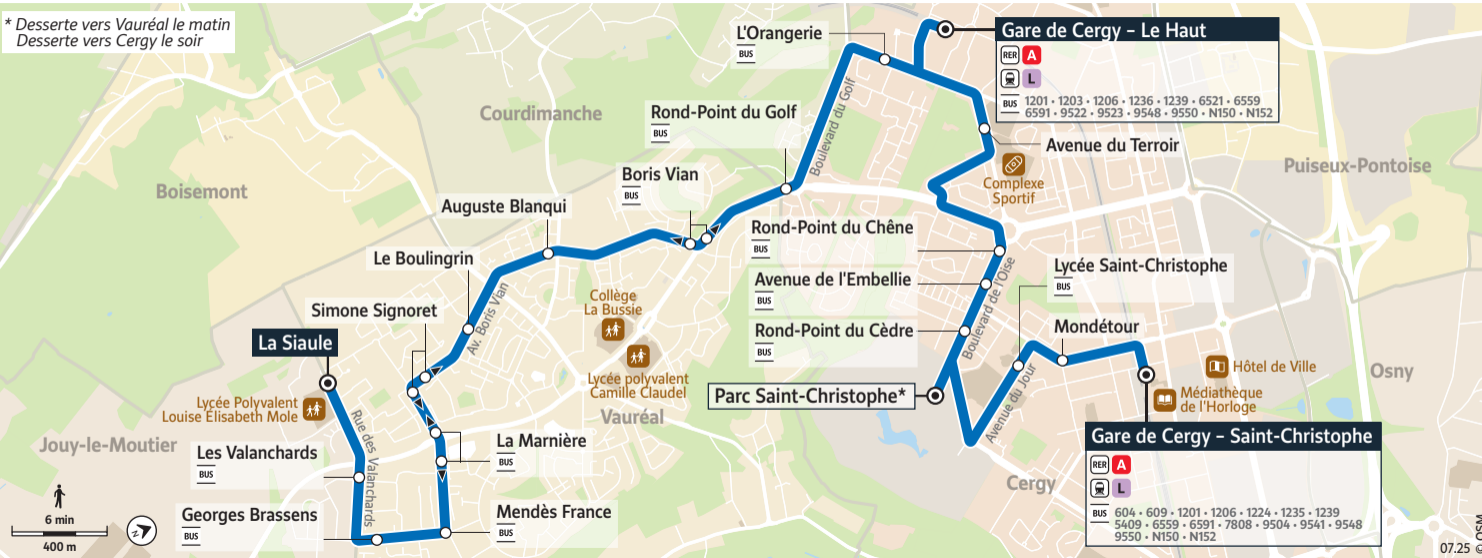 * Desserte vers Vauréal le matin
Desserte vers Cergy le soir
L'Orangerie
BUS
Gare de Cergy – Le Haut
RER A
L
BUS 1201 • 1203 • 1206 • 1236 • 1239 • 6521 • 6559
6591 • 9522 • 9523 • 9548 • 9550 • N150 • N152
Courdimanche
Rond-Point du Golf
BUS
Boulevard du Golf
Avenue du Terroir
Puiseux-Pontoise
Boisemont
Boris Vian
BUS
Complexe
Sportif
Auguste Blanqui
Rond-Point du Chêne
BUS
Le Boulingrin
Lycée Saint-Christophe
BUS
Avenue de l'Embellie
BUS
Boulevard de l'Oise
Simone Signoret
Collège
La Bussie
Av. Boris Vian
Rond-Point du Cèdre
BUS
Mondétour
La Siaule
Hôtel de Ville
Osny
Lycée polyvalent
Camille Claudel
Parc Saint-Christophe*
Médiathèque
de l'Horloge
Lycée Polyvalent
Louise Élisabeth Mole
Vauréal
Avenue du Jour
Rue des Valanchards
Jouy-le-Moutier
La Marnière
BUS
Gare de Cergy – Saint-Christophe
RER A
L
BUS 604 • 609 • 1201 • 1206 • 1224 • 1235 • 1239
5409 • 6559 • 6591 • 7808 • 9504 • 9541 • 9548
9550 • N150 • N152
Les Valanchards
BUS
Cergy
Georges Brassens
BUS
Mendès France
BUS
6 min
400 m
07.25